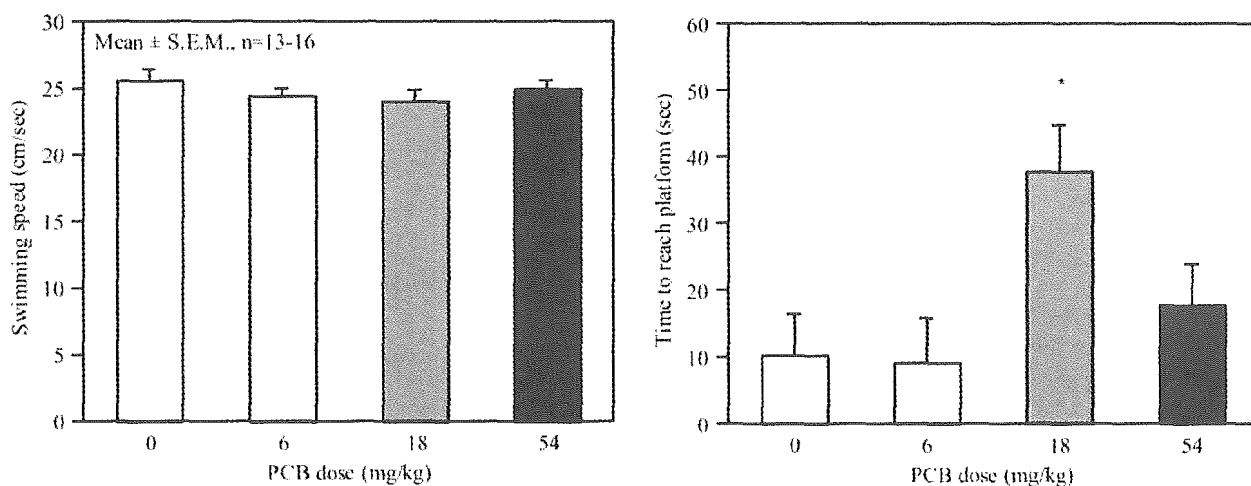 Mean ± S.E.M., n=13-16
Swimming speed (cm/sec)
30
25
20
15
10
5
0
0 6 18 54
PCB dose (mg/kg)
Time to reach platform (sec)
60
50
40
30
20
10
0
*
0 6 18 54
PCB dose (mg/kg)